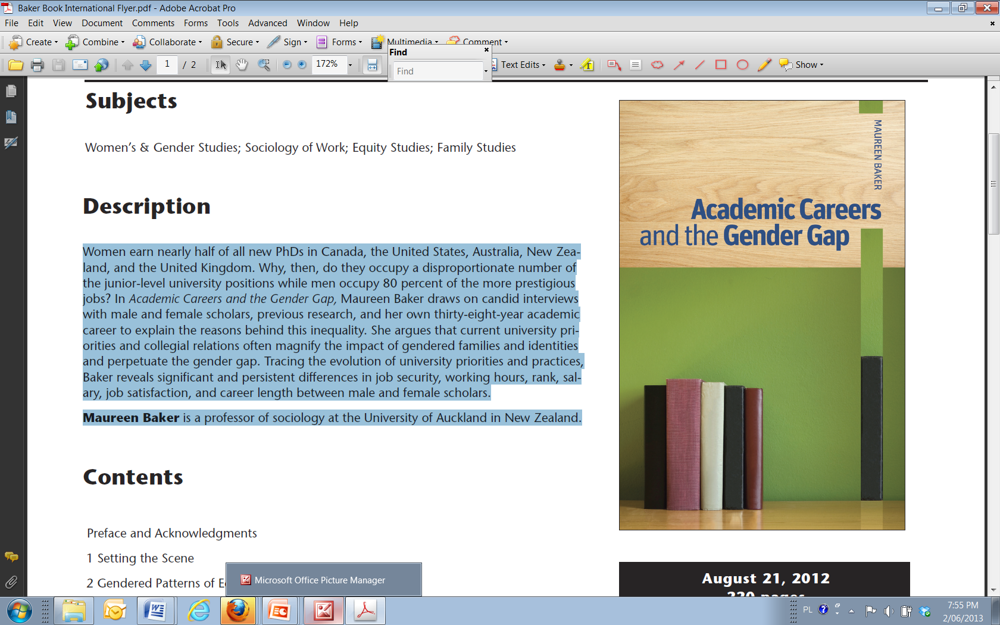 Baker Book International Flyer.pdf - Adobe Acrobat Pro
File Edit View Document Comments Forms Tools Advanced Window Help
Create Combine Collaborate Secure Sign Forms Multimedia Comment
1 / 2 172% Text Edits Show
Find
Find
Subjects
Women's & Gender Studies; Sociology of Work; Equity Studies; Family Studies
Description
Women earn nearly half of all new PhDs in Canada, the United States, Australia, New Zea-
land, and the United Kingdom. Why, then, do they occupy a disproportionate number of
the junior-level university positions while men occupy 80 percent of the more prestigious
jobs? In Academic Careers and the Gender Gap, Maureen Baker draws on candid interviews
with male and female scholars, previous research, and her own thirty-eight-year academic
career to explain the reasons behind this inequality. She argues that current university pri-
orities and collegial relations often magnify the impact of gendered families and identities
and perpetuate the gender gap. Tracing the evolution of university priorities and practices,
Baker reveals significant and persistent differences in job security, working hours, rank, sal-
ary, job satisfaction, and career length between male and female scholars.
Maureen Baker is a professor of sociology at the University of Auckland in New Zealand.
Contents
Preface and Acknowledgments
1 Setting the Scene
2 Gendered Patterns of
MAUREEN BAKER
Academic Careers
and the Gender Gap
August 21, 2012
220 pages
Microsoft Office Picture Manager
PL
7:55 PM
2/06/2013